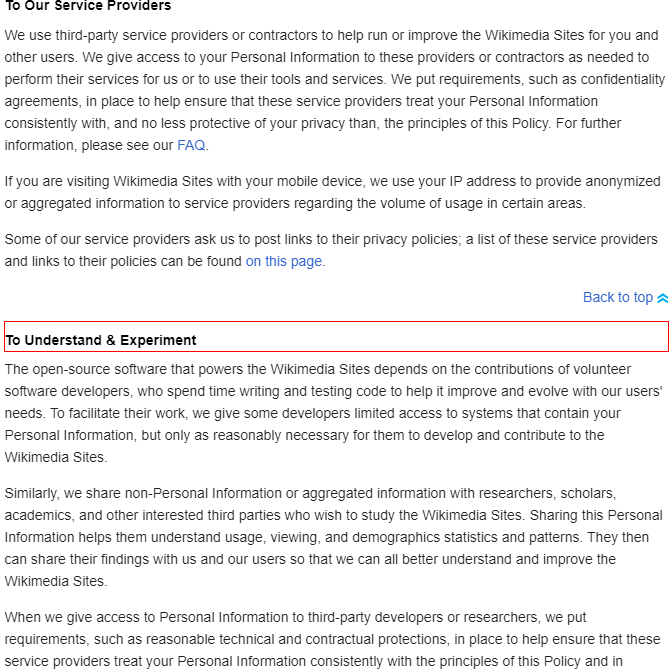 To Our Service Providers
We use third-party service providers or contractors to help run or improve the Wikimedia Sites for you and
other users. We give access to your Personal Information to these providers or contractors as needed to
perform their services for us or to use their tools and services. We put requirements, such as confidentiality
agreements, in place to help ensure that these service providers treat your Personal Information
consistently with, and no less protective of your privacy than, the principles of this Policy. For further
information, please see our FAQ.
If you are visiting Wikimedia Sites with your mobile device, we use your IP address to provide anonymized
or aggregated information to service providers regarding the volume of usage in certain areas.
Some of our service providers ask us to post links to their privacy policies; a list of these service providers
and links to their policies can be found on this page.
Back to top
To Understand & Experiment
The open-source software that powers the Wikimedia Sites depends on the contributions of volunteer
software developers, who spend time writing and testing code to help it improve and evolve with our users'
needs. To facilitate their work, we give some developers limited access to systems that contain your
Personal Information, but only as reasonably necessary for them to develop and contribute to the
Wikimedia Sites.
Similarly, we share non-Personal Information or aggregated information with researchers, scholars,
academics, and other interested third parties who wish to study the Wikimedia Sites. Sharing this Personal
Information helps them understand usage, viewing, and demographics statistics and patterns. They then
can share their findings with us and our users so that we can all better understand and improve the
Wikimedia Sites.
When we give access to Personal Information to third-party developers or researchers, we put
requirements, such as reasonable technical and contractual protections, in place to help ensure that these
service providers treat your Personal Information consistently with the principles of this Policy and in